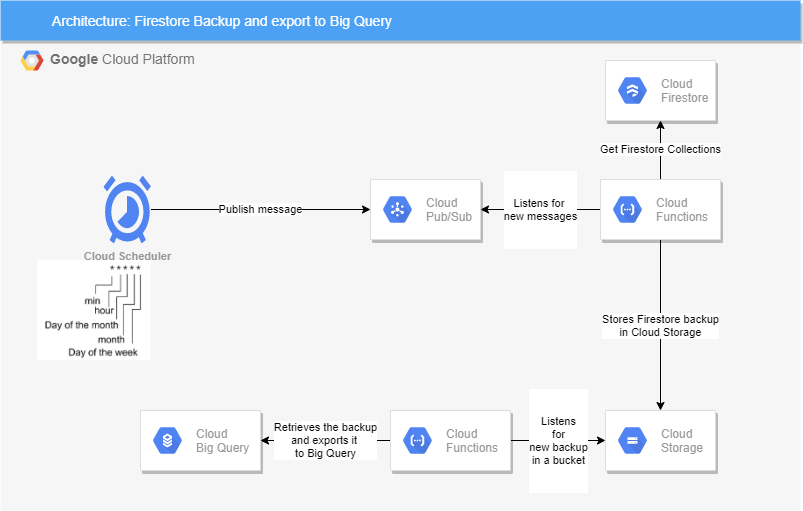 Architecture: Firestore Backup and export to Big Query
Google Cloud Platform
Cloud
Firestore
Get Firestore Collections
Publish message
Cloud
Pub/Sub
Listens for
new messages
Cloud
Functions
Cloud Scheduler
* * * * *
min
hour
Day of the month
month
Day of the week
Stores Firestore backup
in Cloud Storage
Cloud
Big Query
Retrieves the backup
and exports it
to Big Query
Cloud
Functions
Listens
for
new backup
in a bucket
Cloud
Storage